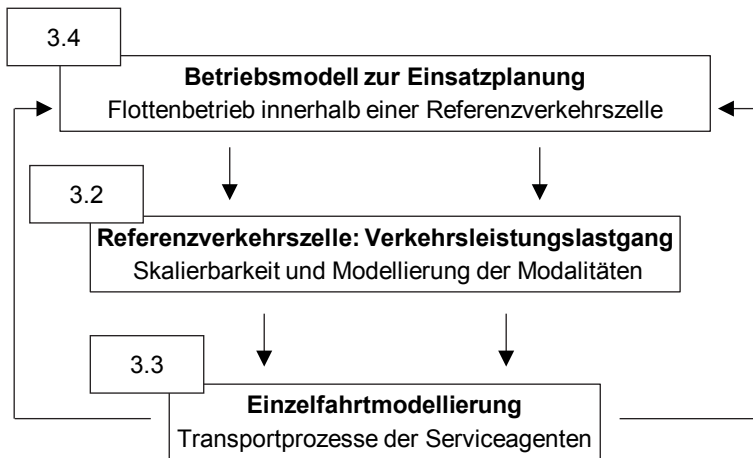 3.4
Betriebsmodell zur Einsatzplanung
Flottenbetrieb innerhalb einer Referenzverkehrszelle
3.2
Referenzverkehrszelle: Verkehrsleistungslastgang
Skalierbarkeit und Modellierung der Modalitäten
3.3
Einzelfahrtmodellierung
Transportprozesse der Serviceagenten